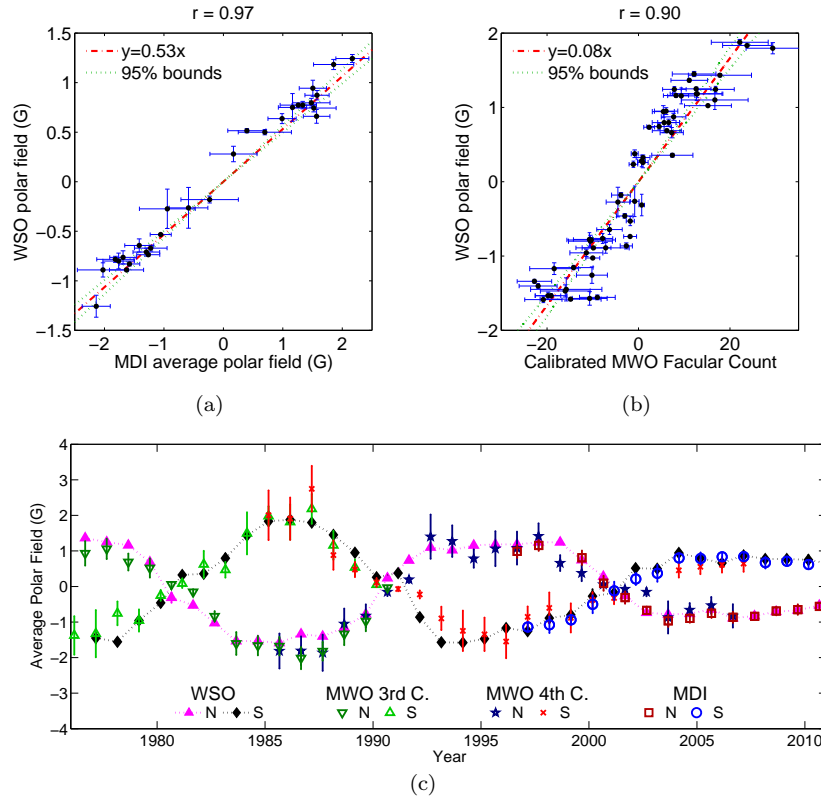 r = 0.97
y=0.53x
95% bounds
WSO polar field (G)
1.5
1
0.5
0
−0.5
−1
−1.5
−2
−1
0
1
2
MDI average polar field (G)
(a)
r = 0.90
y=0.08x
95% bounds
WSO polar field (G)
2
1
0
−1
−2
−20
0
20
Calibrated MWO Facular Count
(b)
Average Polar Field (G)
4
3
2
1
0
−1
−2
−3
−4
WSO
MWO 3rd C.
MWO 4th C.
MDI
N S N S N S N S
1980
1985
1990
1995
2000
2005
2010
Year
(c)